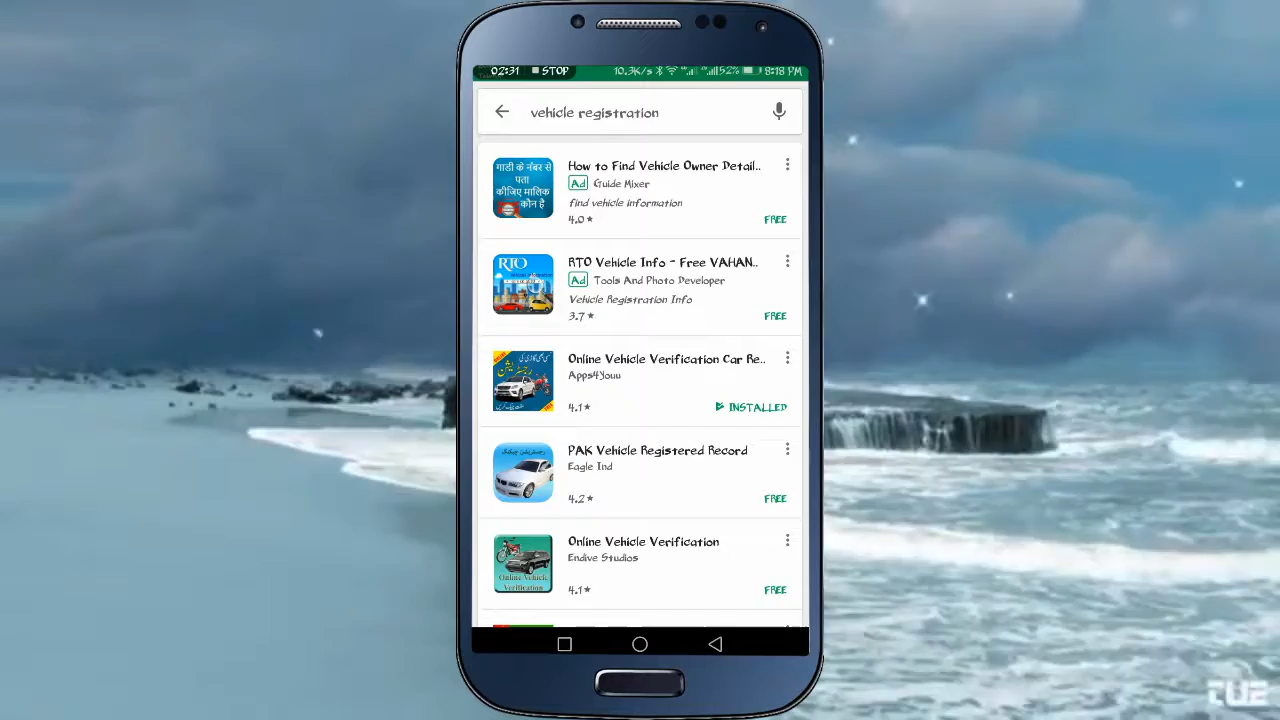 02:31 STOP 10.3K/s 52% 8:18 PM
vehicle registration
गाडी के नंबर से
पता
कीजिए मालिक
कौन है
How to Find Vehicle Owner Detail..
Ad Guide Mixer
find vehicle information
4.0★ FREE
RTO
RTO Vehicle Info - Free VAHAN..
Ad Tools And Photo Developer
Vehicle Registration Info
3.7★ FREE
رجسٹریشن
Online Vehicle Verification Car Re..
Apps4Youu
4.1★ INSTALLED
PAK Vehicle Registered Record
Eagle Ind
4.2★ FREE
Online Vehicle Verification
Endive Studios
Online Vehicle
Verification
4.1★ FREE